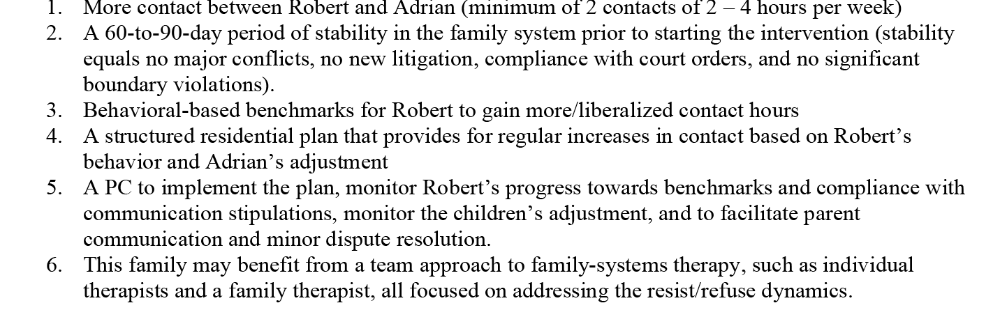 1. More contact between Robert and Adrian (minimum of 2 contacts of 2 – 4 hours per week)
2. A 60-to-90-day period of stability in the family system prior to starting the intervention (stability
equals no major conflicts, no new litigation, compliance with court orders, and no significant
boundary violations).
3. Behavioral-based benchmarks for Robert to gain more/liberalized contact hours
4. A structured residential plan that provides for regular increases in contact based on Robert’s
behavior and Adrian’s adjustment
5. A PC to implement the plan, monitor Robert’s progress towards benchmarks and compliance with
communication stipulations, monitor the children’s adjustment, and to facilitate parent
communication and minor dispute resolution.
6. This family may benefit from a team approach to family-systems therapy, such as individual
therapists and a family therapist, all focused on addressing the resist/refuse dynamics.